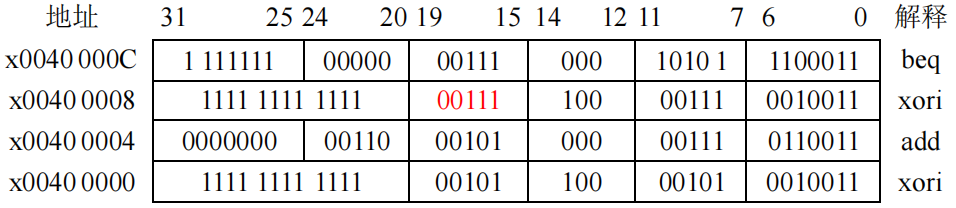 地址 31 25 24 20 19 15 14 12 11 7 6 0 解释
x0040 000C 1 111111 00000 00111 000 1010 1 1100011 beq
x0040 0008 1111 1111 1111 00111 100 00111 0010011 xori
x0040 0004 0000000 00110 00101 000 00111 0110011 add
x0040 0000 1111 1111 1111 00101 100 00101 0010011 xori